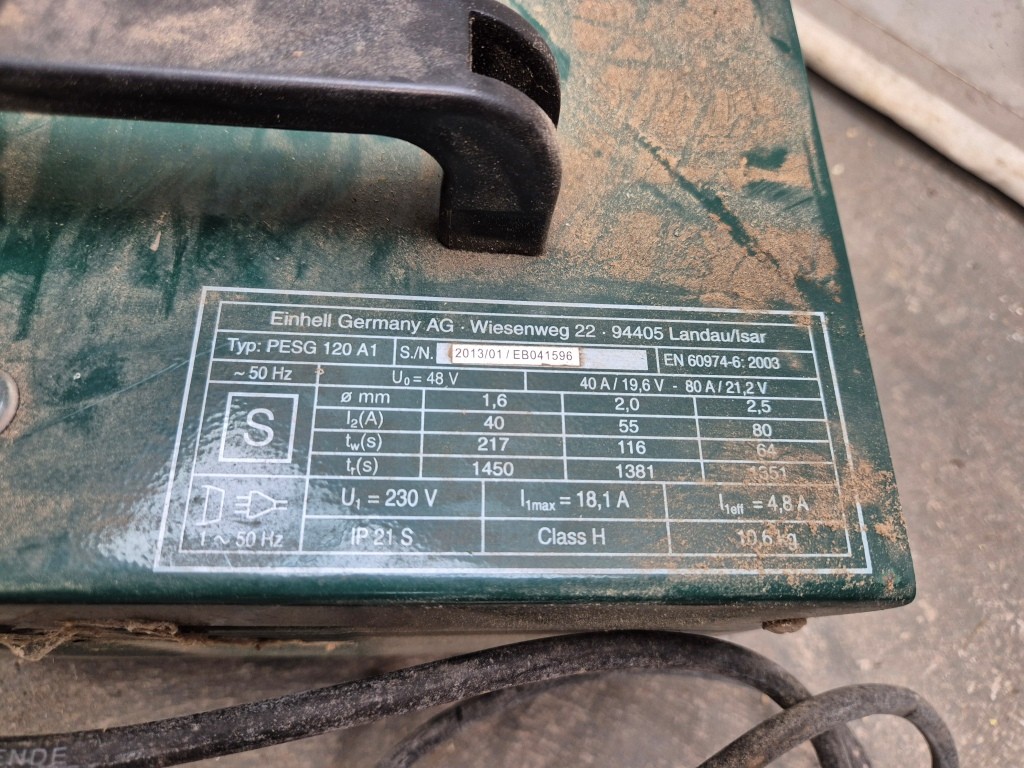 Einhell Germany AG · Wiesenweg 22 · 94405 Landau/Isar
Typ: PESG 120 A1 S./N. 2013/01 / EB041596 EN 60974-6: 2003
~ 50 Hz U₀ = 48 V 40 A / 19,6 V - 80 A / 21,2 V
S
ø mm 1,6 2,0 2,5
I₂(A) 40 55 80
tw(s) 217 116 64
tr(s) 1450 1381 1351
U₁ = 230 V I1max = 18,1 A I1eff = 4,8 A
1 ~ 50 Hz IP 21 S Class H 10,6 kg